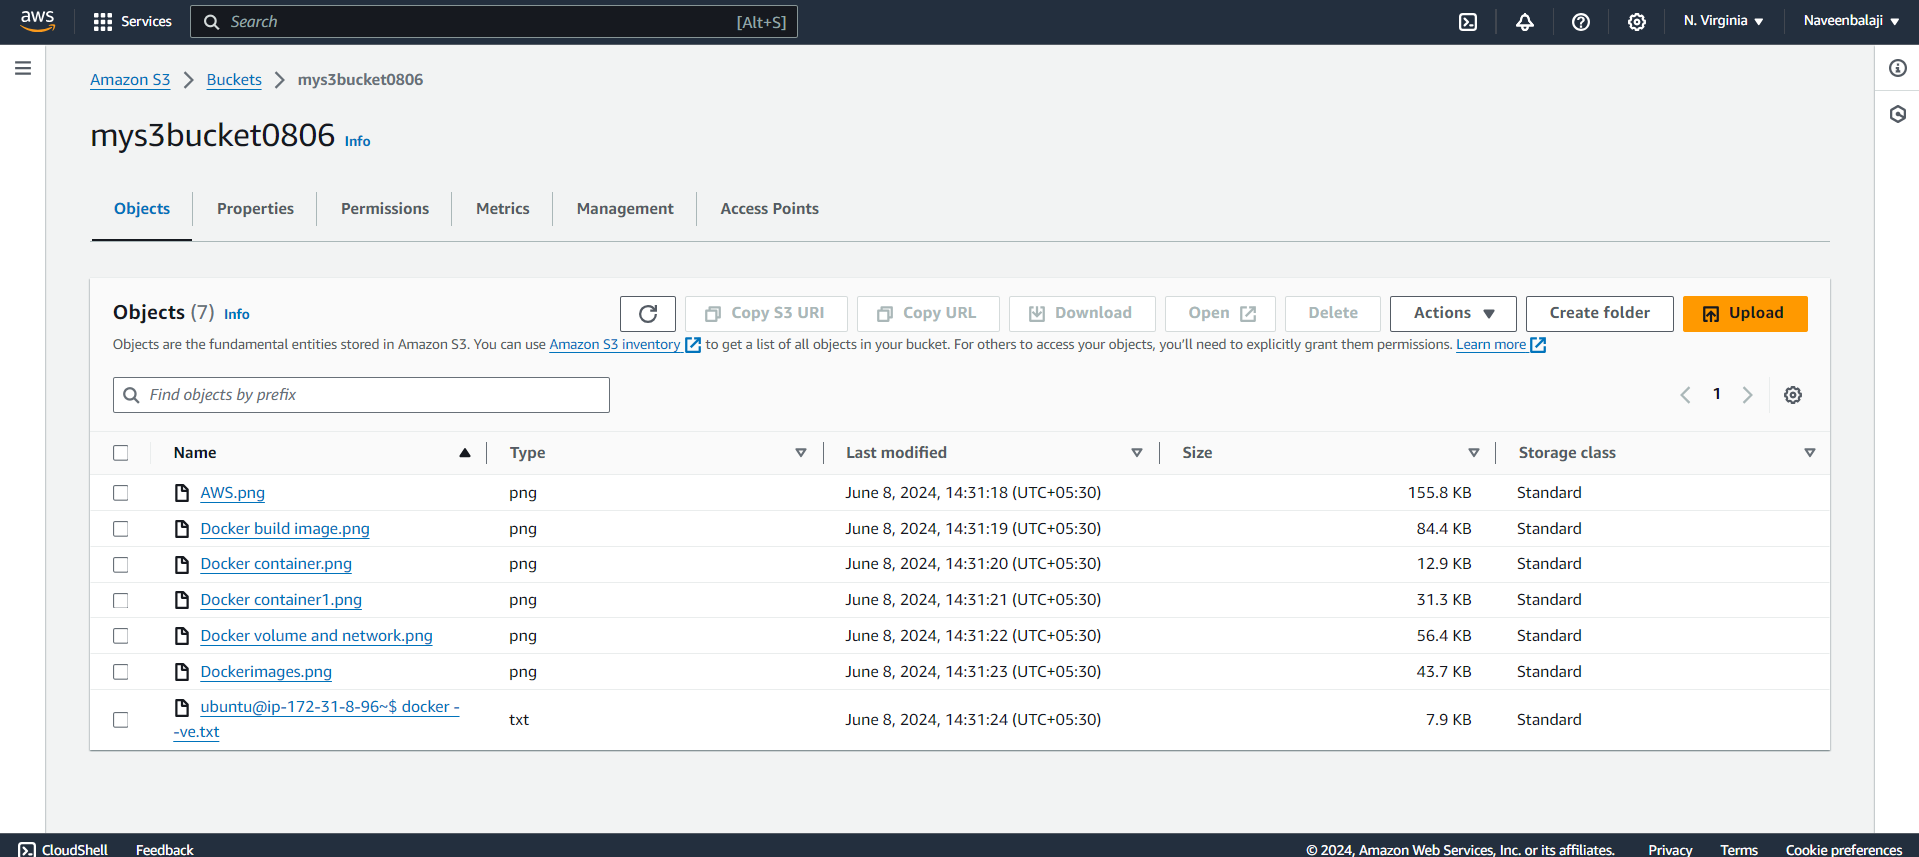 aws Services Search [Alt+S] N. Virginia Naveenbalaji
Amazon S3 Buckets mys3bucket0806
mys3bucket0806 Info
Objects Properties Permissions Metrics Management Access Points
Objects (7) Info Copy S3 URI Copy URL Download Open Delete Actions Create folder Upload
Objects are the fundamental entities stored in Amazon S3. You can use Amazon S3 inventory to get a list of all objects in your bucket. For others to access your objects, you'll need to explicitly grant them permissions. Learn more
Find objects by prefix 1
Name Type Last modified Size Storage class
AWS.png png June 8, 2024, 14:31:18 (UTC+05:30) 155.8 KB Standard
Docker build image.png png June 8, 2024, 14:31:19 (UTC+05:30) 84.4 KB Standard
Docker container.png png June 8, 2024, 14:31:20 (UTC+05:30) 12.9 KB Standard
Docker container1.png png June 8, 2024, 14:31:21 (UTC+05:30) 31.3 KB Standard
Docker volume and network.png png June 8, 2024, 14:31:22 (UTC+05:30) 56.4 KB Standard
Dockerimages.png png June 8, 2024, 14:31:23 (UTC+05:30) 43.7 KB Standard
ubuntu@ip-172-31-8-96~$ docker -
-ve.txt txt June 8, 2024, 14:31:24 (UTC+05:30) 7.9 KB Standard
CloudShell Feedback © 2024, Amazon Web Services, Inc. or its affiliates. Privacy Terms Cookie preferences